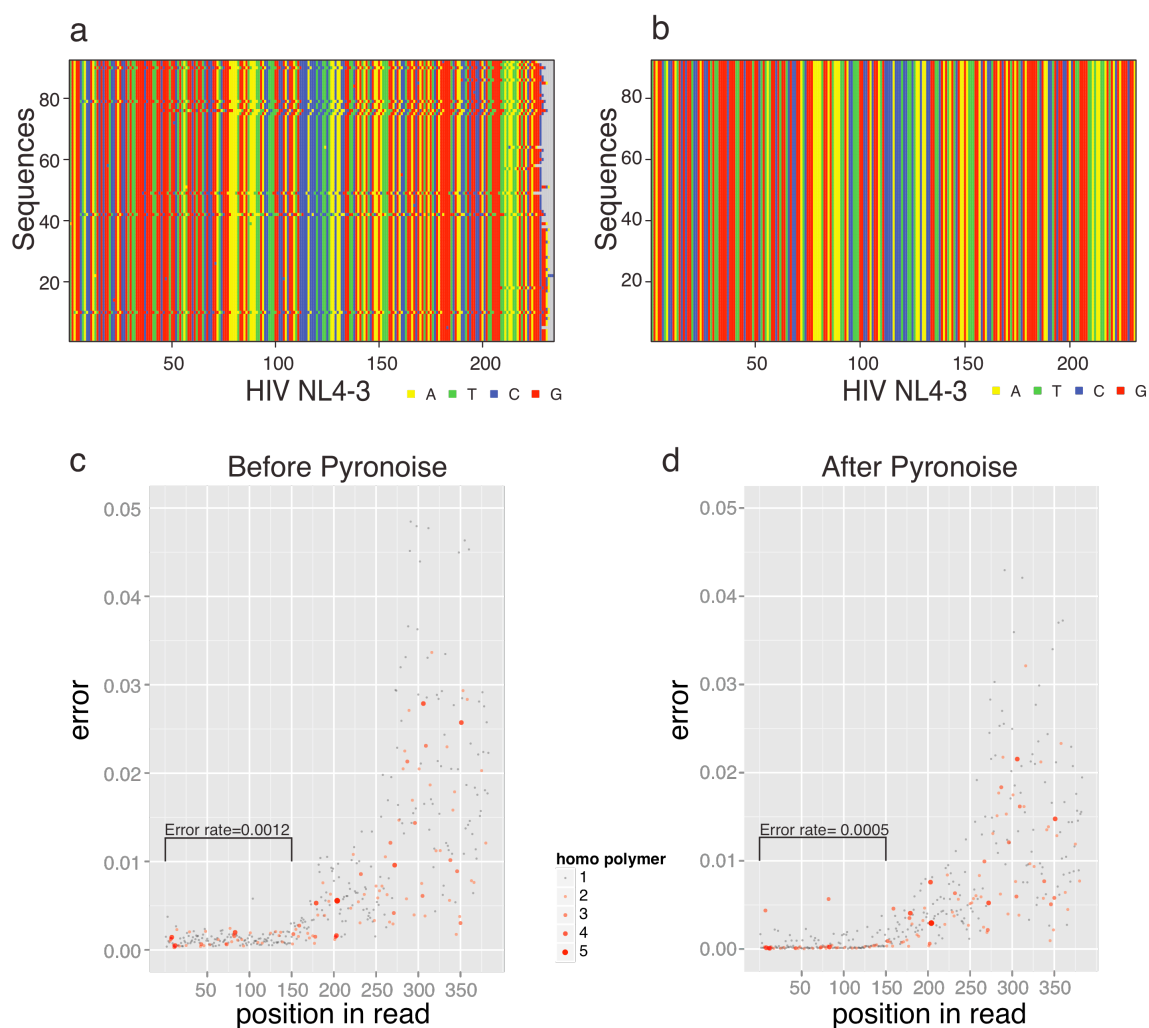 a
b
Sequences
80
60
40
20
50
100
150
200
HIV NL4-3
A T C G
Sequences
80
60
40
20
50
100
150
200
HIV NL4-3
A T C G
c
Before Pyronoise
error
0.05
0.04
0.03
0.02
0.01
0.00
Error rate=0.0012
50 100 150 200 250 300 350
position in read
homo polymer
1
2
3
4
5
d
After Pyronoise
error
0.05
0.04
0.03
0.02
0.01
0.00
Error rate= 0.0005
50 100 150 200 250 300 350
position in read